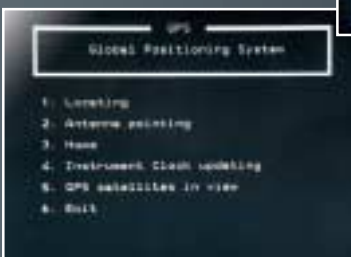 GPS
Global Positioning System
1. Locating
2. Antenna pointing
3. Home
4. Instrument Clock updating
5. GPS satellites in view
6. Exit